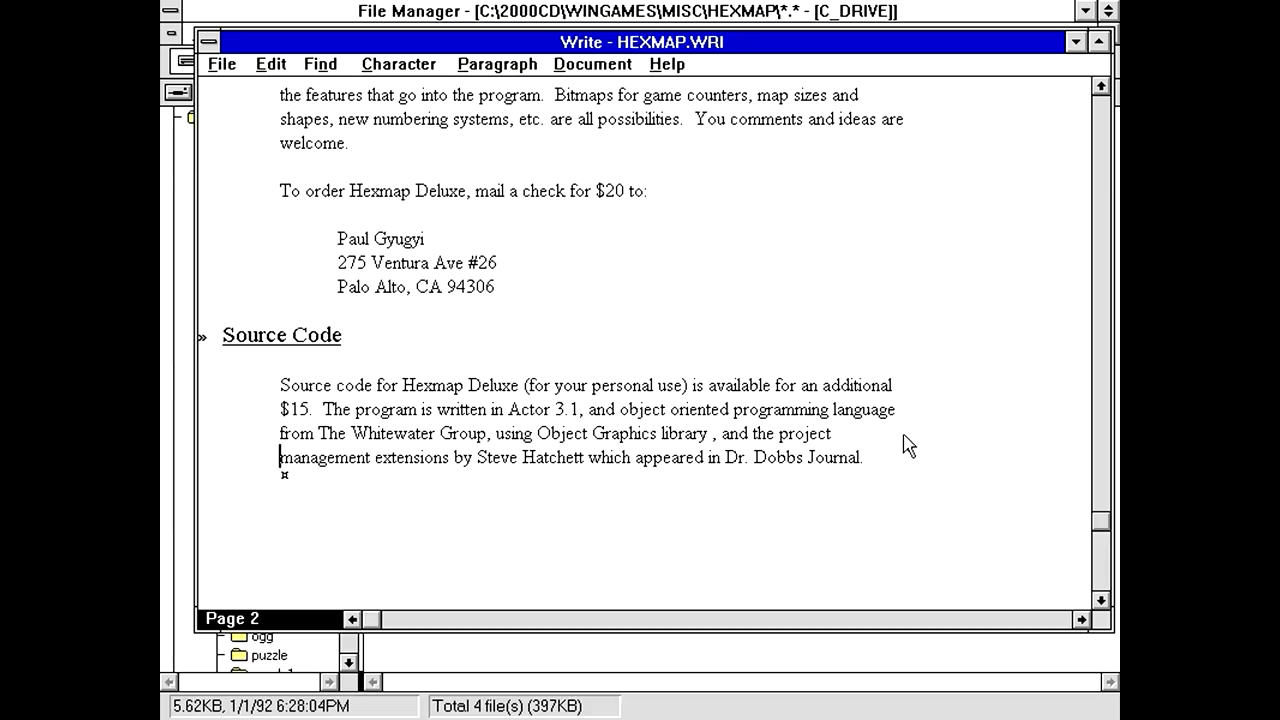 File Manager - [C:\2000CD\WINGAMES\MISC\HEXMAP\*.* - [C_DRIVE]]
Write - HEXMAP.WRI
File Edit Find Character Paragraph Document Help
the features that go into the program. Bitmaps for game counters, map sizes and
shapes, new numbering systems, etc. are all possibilities. You comments and ideas are
welcome.
To order Hexmap Deluxe, mail a check for $20 to:
Paul Gyugyi
275 Ventura Ave #26
Palo Alto, CA 94306
» Source Code
Source code for Hexmap Deluxe (for your personal use) is available for an additional
$15. The program is written in Actor 3.1, and object oriented programming language
from The Whitewater Group, using Object Graphics library , and the project
management extensions by Steve Hatchett which appeared in Dr. Dobbs Journal.
¤
Page 2
ogg
puzzle
5.62KB, 1/1/92 6:28:04PM
Total 4 file(s) (397KB)